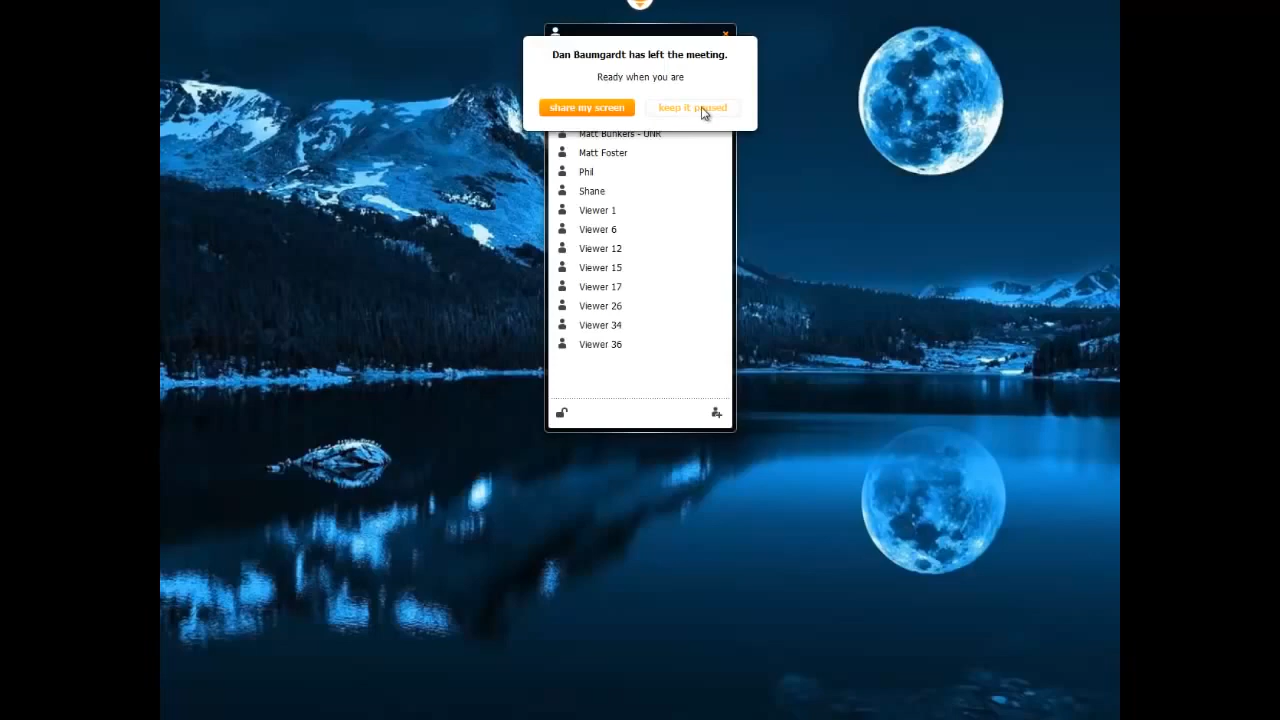 x
Dan Baumgardt has left the meeting.
Ready when you are
share my screen
keep it paused
Matt Bunkers - UNR
Matt Foster
Phil
Shane
Viewer 1
Viewer 6
Viewer 12
Viewer 15
Viewer 17
Viewer 26
Viewer 34
Viewer 36